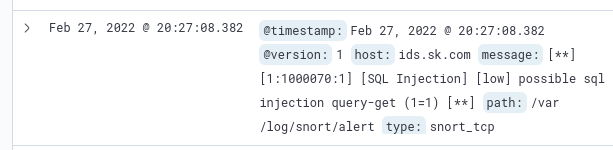 Feb 27, 2022 @ 20:27:08.382
@timestamp: Feb 27, 2022 @ 20:27:08.382
@version: 1 host: ids.sk.com message: [**]
[1:1000070:1] [SQL Injection] [low] possible sql
injection query-get (1=1) [**] path: /var
/log/snort/alert type: snort_tcp